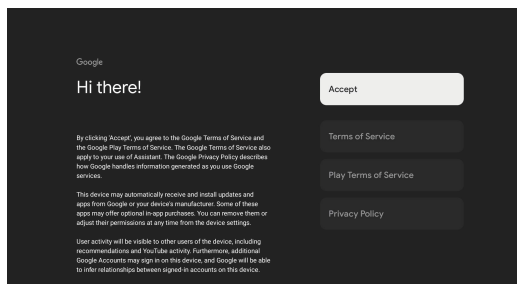 Google
Hi there!
By clicking 'Accept', you agree to the Google Terms of Service and
the Google Play Terms of Service. The Google Terms of Service also
apply to your use of Assistant. The Google Privacy Policy describes
how Google handles information generated as you use Google
services.
This device may automatically receive and install updates and
apps from Google or your device's manufacturer. Some of these
apps may offer optional in-app purchases. You can remove them or
adjust their permissions at any time from the device settings.
User activity will be visible to other users of the device, including
recommendations and YouTube activity. Furthermore, additional
Google Accounts may sign in on this device, and Google will be able
to infer relationships between signed-in accounts on this device.
Accept
Terms of Service
Play Terms of Service
Privacy Policy